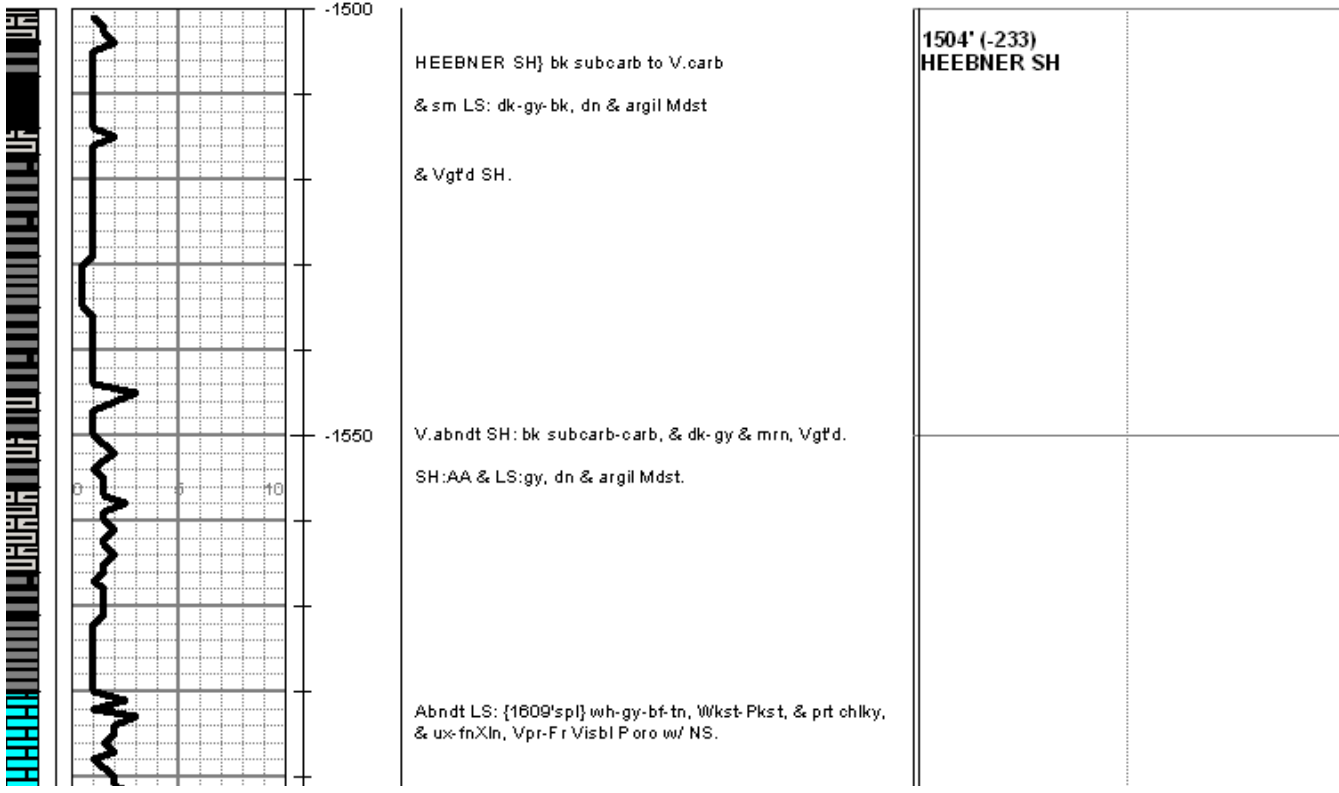 -1500
1504' (-233)
HEEBNER SH
HEEBNER SH} bk subcarb to V.carb
& sm LS: dk-gy-bk, dn & argil Mdst
& Vgt'd SH.
-1550
V.abndt SH: bk subcarb-carb, & dk-gy & mrn, Vgt'd.
SH:AA & LS:gy, dn & argil Mdst.
0 5 10
Abndt LS: {1609'spl} wh-gy-bf-tn, Wkst-Pkst, & prt chlky,
& ux-fnXln, Vpr-Fr Visbl Poro w/ NS.